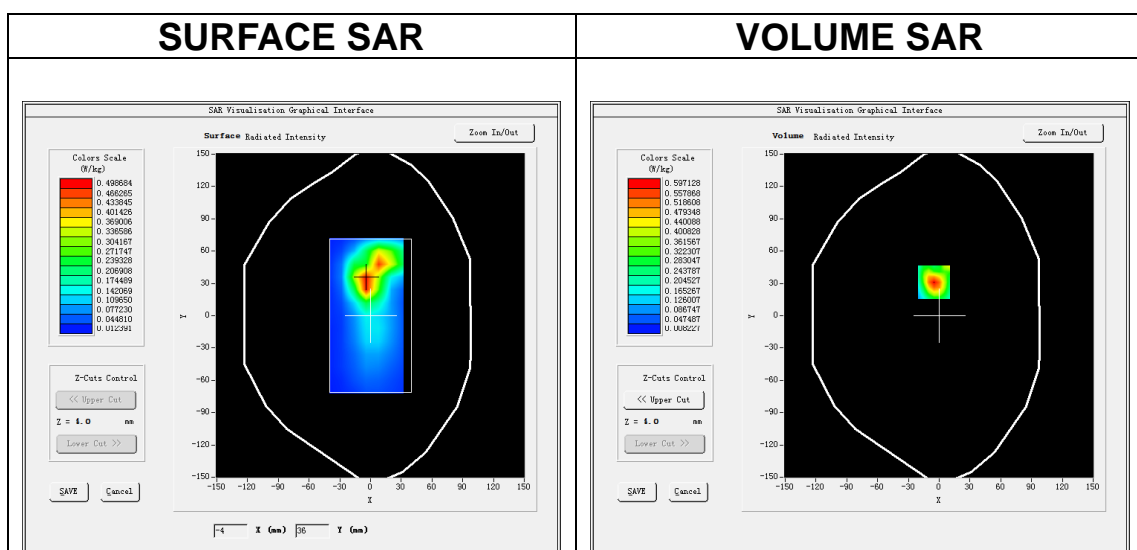 SURFACE SAR
VOLUME SAR
SAR Visualisation Graphical Interface
Surface Radiated Intensity
Zoom In/Out
Colors Scale
(W/kg)
0.498684
0.466265
0.433845
0.401426
0.369006
0.336586
0.304167
0.271747
0.239328
0.206908
0.174489
0.142069
0.109650
0.077230
0.044810
0.012391
Z-Cuts Control
<< Upper Cut
Z = 4.0 mm
Lower Cut >>
SAVE Cancel
150
120
90
60
30
0
-30
-60
-90
-120
-150
Y
-150 -120 -90 -60 -30 0 30 60 90 120 150
X
-4 X (mm) 36 Y (mm)
SAR Visualisation Graphical Interface
Volume Radiated Intensity
Zoom In/Out
Colors Scale
(W/kg)
0.597128
0.557868
0.518608
0.479348
0.440088
0.400828
0.361567
0.322307
0.283047
0.243787
0.204527
0.165267
0.126007
0.086747
0.047487
0.008227
Z-Cuts Control
<< Upper Cut
Z = 4.0 mm
Lower Cut >>
SAVE Cancel
150
120
90
60
30
0
-30
-60
-90
-120
-150
Y
-150 -120 -90 -60 -30 0 30 60 90 120 150
X